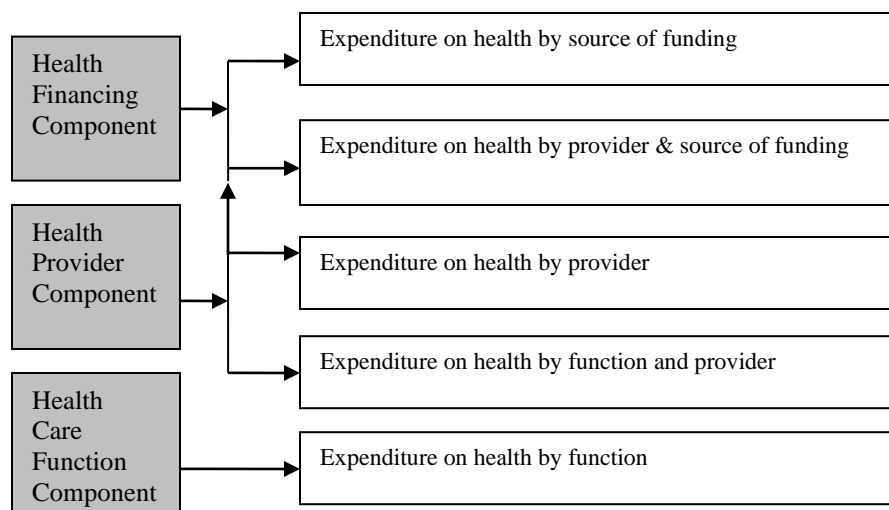 Health
Financing
Component
Expenditure on health by source of funding
Expenditure on health by provider & source of funding
Health
Provider
Component
Expenditure on health by provider
Expenditure on health by function and provider
Health
Care
Function
Component
Expenditure on health by function